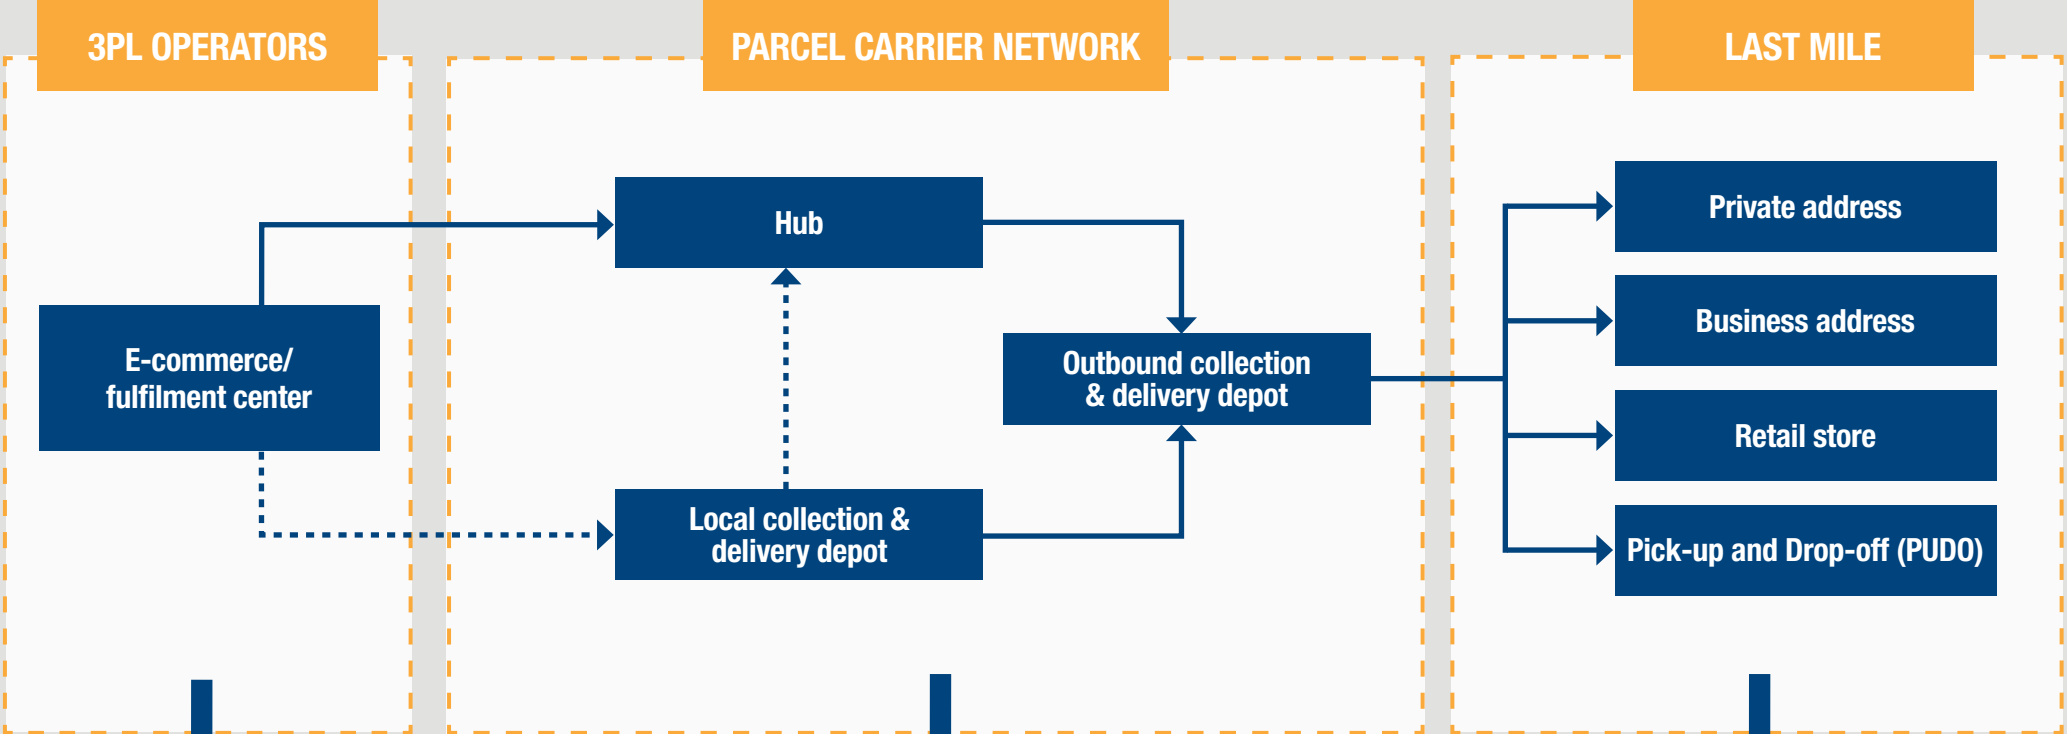 3PL OPERATORS
PARCEL CARRIER NETWORK
LAST MILE
E-commerce/
fulfilment center
Hub
Local collection &
delivery depot
Outbound collection
& delivery depot
Private address
Business address
Retail store
Pick-up and Drop-off (PUDO)